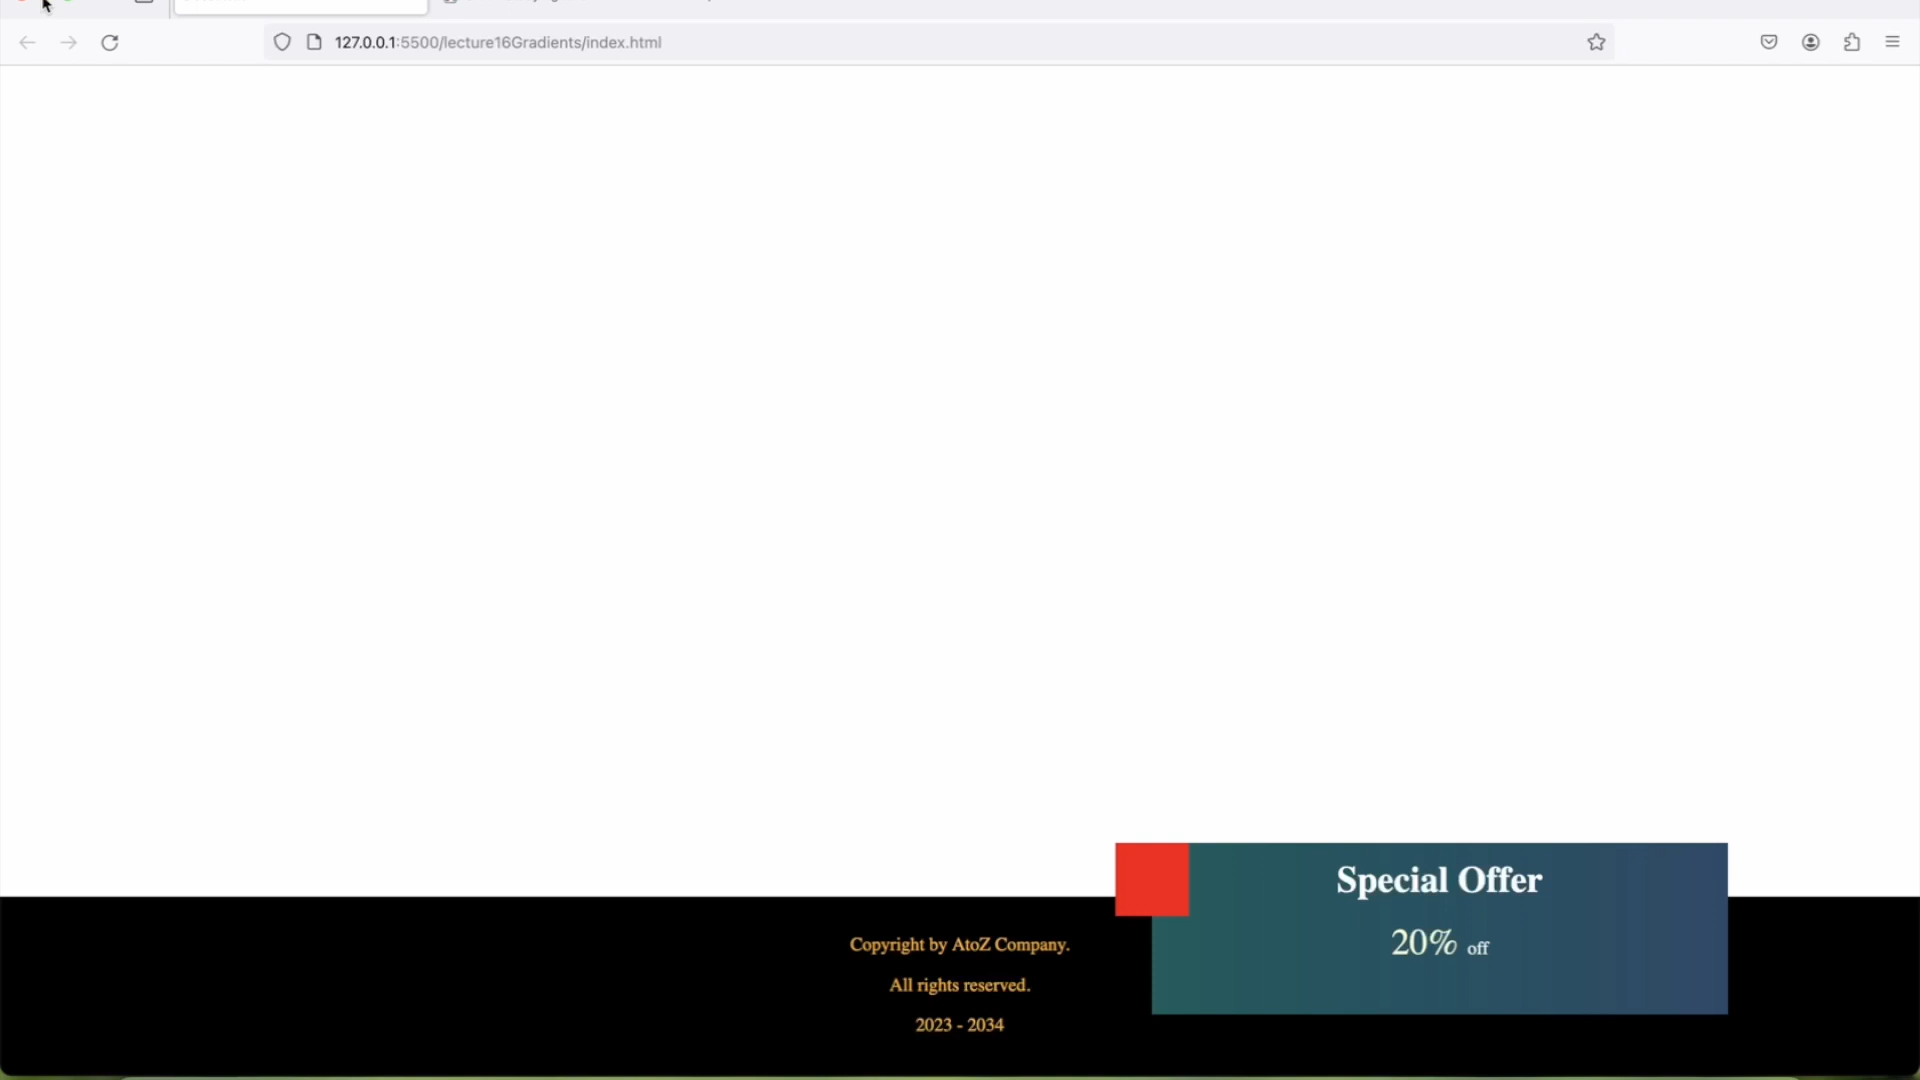 127.0.0.1:5500/lecture16Gradients/index.html
Special Offer
20% off
Copyright by AtoZ Company.
All rights reserved.
2023 - 2034